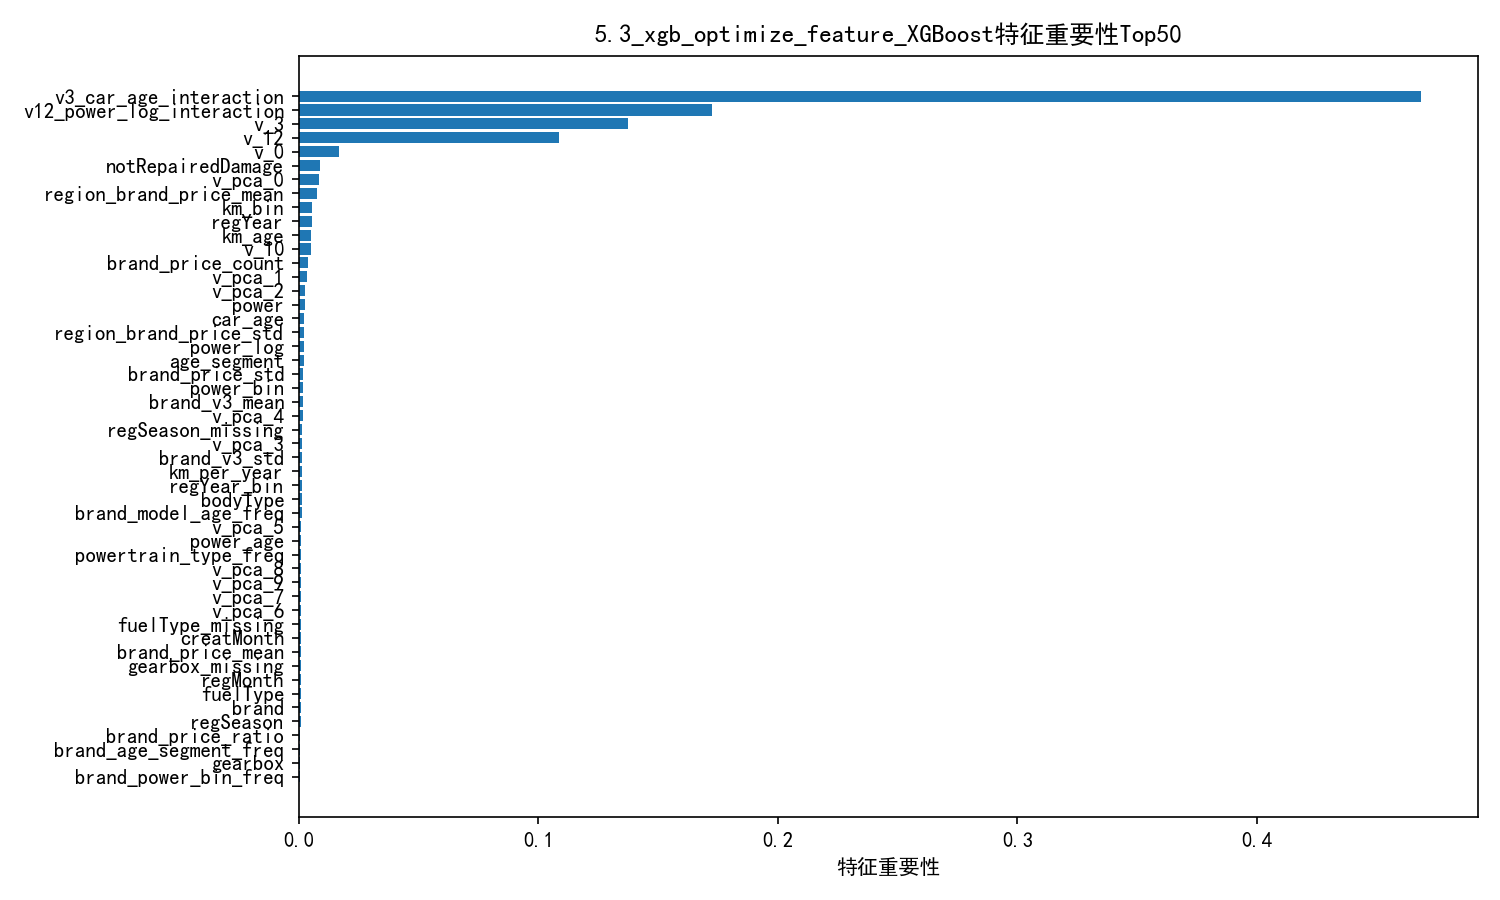 5.3_xgb_optimize_feature_XGBoost特征重要性Top50
v3_car_age_interaction
v12_power_log_interaction
v_3
v_12
v_0
notRepairedDamage
v_pca_0
region_brand_price_mean
km_bin
regYear
km_age
v_10
brand_price_count
v_pca_1
v_pca_2
power
car_age
region_brand_price_std
power_log
age_segment
brand_price_std
power_bin
brand_v3_mean
v_pca_4
regSeason_missing
v_pca_3
brand_v3_std
km_per_year
regYear_bin
bodyType
brand_model_age_freq
v_pca_5
power_age
powertrain_type_freq
v_pca_8
v_pca_9
v_pca_7
v_pca_6
fuelType_missing
creatMonth
brand_price_mean
gearbox_missing
regMonth
fuelType
brand
regSeason
brand_price_ratio
brand_age_segment_freq
gearbox
brand_power_bin_freq
0.0 0.1 0.2 0.3 0.4
特征重要性